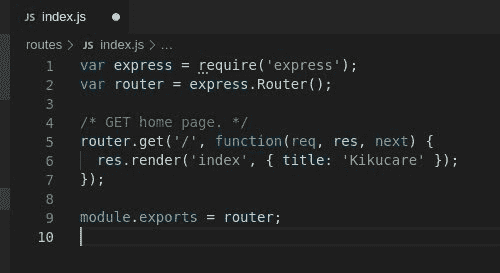 JS index.js ●
routes > JS index.js > ...
1 var express = require('express');
2 var router = express.Router();
3
4 /* GET home page. */
5 router.get('/', function(req, res, next) {
6   res.render('index', { title: 'Kikucare' });
7 });
8
9 module.exports = router;
10